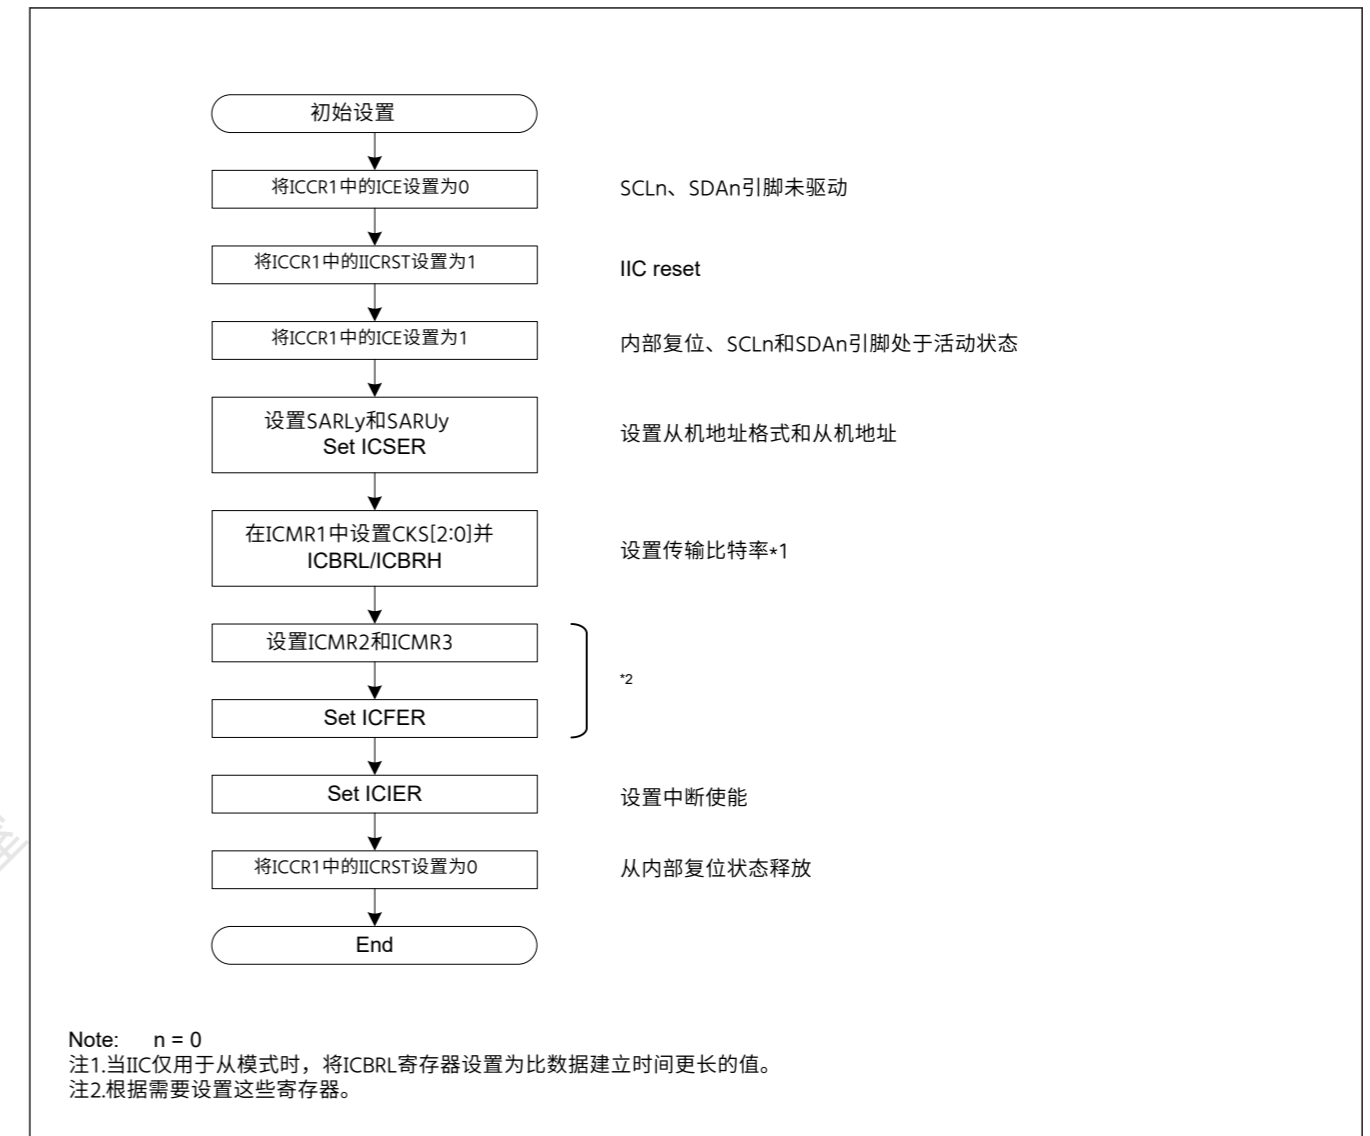 初始设置
将ICCR1中的ICE设置为0
SCLn、SDAn引脚未驱动
将ICCR1中的IICRST设置为1
IIC reset
将ICCR1中的ICE设置为1
内部复位、SCLn和SDAn引脚处于活动状态
设置SARLy和SARUy
Set ICSER
设置从机地址格式和从机地址
在ICMR1中设置CKS[2:0]并
ICBRL/ICBRH
设置传输比特率*1
设置ICMR2和ICMR3
*2
Set ICFER
Set ICIER
设置中断使能
将ICCR1中的IICRST设置为0
从内部复位状态释放
End
Note: n = 0
注1.当IIC仅用于从模式时，将ICBRL寄存器设置为比数据建立时间更长的值。
注2.根据需要设置这些寄存器。